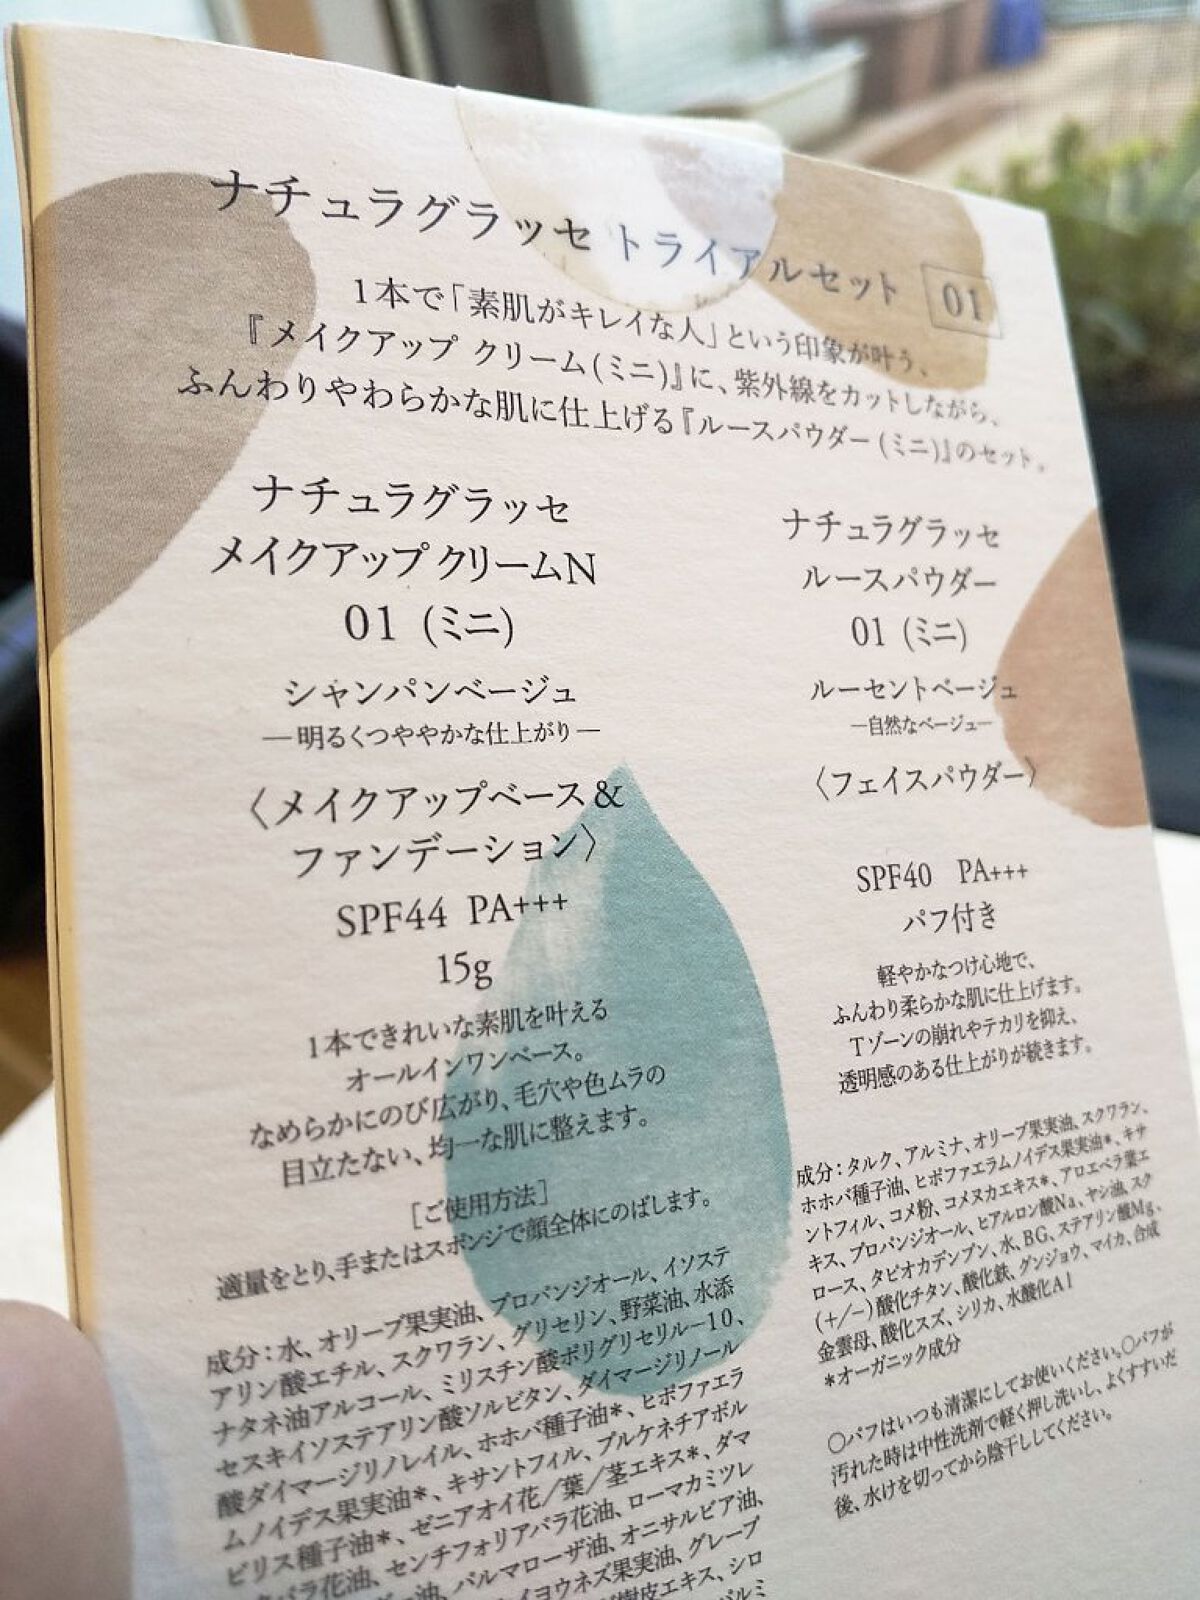 ナチュラグラッセ トライアルセット 01
1本で「素肌がキレイな人」という印象が叶う、
『メイクアップ クリーム(ミニ)』に、紫外線をカットしながら、
ふんわりやわらかな肌に仕上げる『ルースパウダー(ミニ)』のセット。
ナチュラグラッセ
メイクアップ クリームN
01 (ミニ)
シャンパンベージュ
―明るくつややかな仕上がり―
〈メイクアップベース&
ファンデーション〉
SPF44 PA+++
15g
1本できれいな素肌を叶える
オールインワンベース。
なめらかにのび広がり、毛穴や色ムラの
目立たない、均一な肌に整えます。
[ご使用方法]
適量をとり、手またはスポンジで顔全体にのばします。
成分:水、オリーブ果実油、プロパンジオール、イソステ
アリン酸エチル、スクワラン、グリセリン、野菜油、水添
ナタネ油アルコール、ミリスチン酸ポリグリセリル-10、
セスキイソステアリン酸ソルビタン、ダイマージリノール
酸ダイマージリノレイル、ホホバ種子油*、ヒポファエラ
ムノイデス果実油*、キサントフィル、プルケネチアボル
ビリス種子油*、ゼニアオイ花/葉/茎エキス*、ダマ
バラ花油、センチフォリアバラ花油、ローマカミツレ
油、パルマローザ油、オニサルビア油、
イヨウネズ果実油、グレープ
樹皮エキス、シロ
パルミ
ナチュラグラッセ
ルースパウダー
01 (ミニ)
ルーセントベージュ
―自然なベージュ―
〈フェイスパウダー〉
SPF40 PA+++
パフ付き
軽やかなつけ心地で、
ふんわり柔らかな肌に仕上げます。
Tゾーンの崩れやテカリを抑え、
透明感のある仕上がりが続きます。
成分:タルク、アルミナ、オリーブ果実油、スクワラン、
ホホバ種子油、ヒポファエラムノイデス果実油*、キサ
ントフィル、コメ粉、コメヌカエキス*、アロエベラ葉エ
キス、プロパンジオール、ヒアルロン酸Na、ヤシ油、スク
ロース、タピオカデンプン、水、BG、ステアリン酸Mg、
(+/-)酸化チタン、酸化鉄、グンジョウ、マイカ、合成
金雲母、酸化スズ、シリカ、水酸化Al
*オーガニック成分
○パフはいつも清潔にしてお使いください。○パフが
汚れた時は中性洗剤で軽く押し洗いし、よくすすいだ
後、水けを切ってから陰干ししてください。